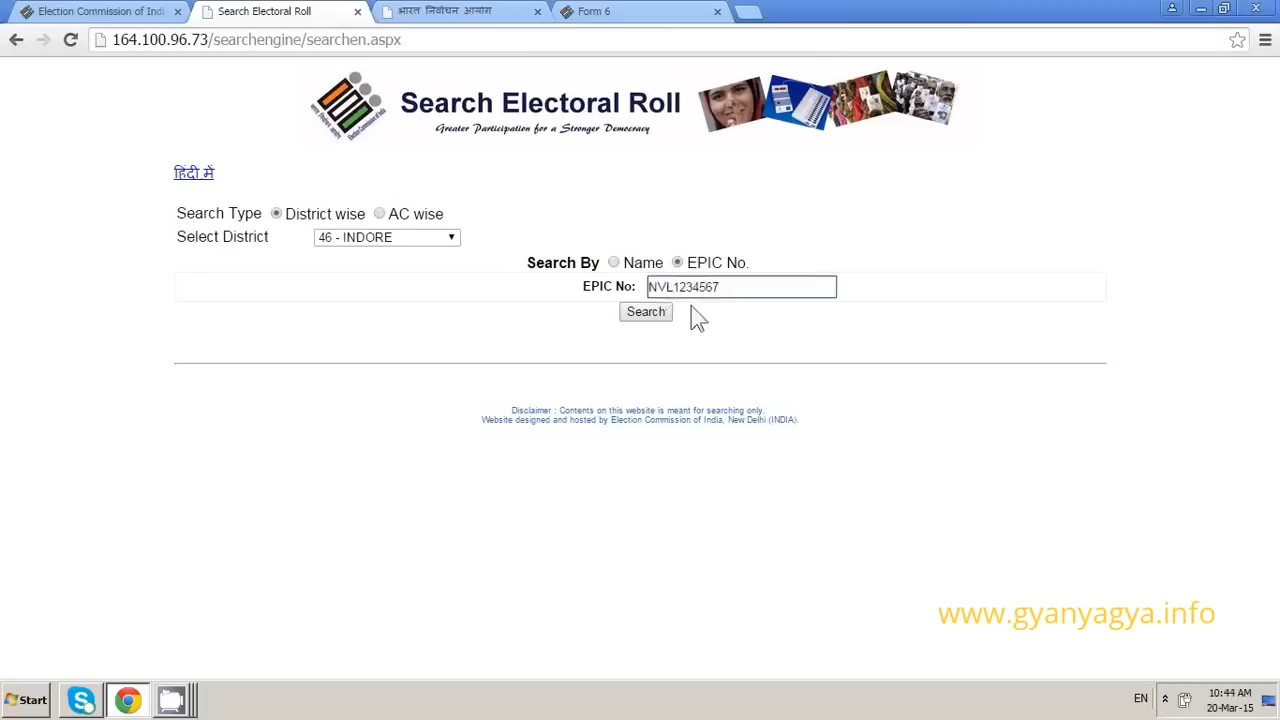 Election Commission of Indi
Search Electoral Roll
भारत निर्वाचन आयोग
Form 6
164.100.96.73/searchengine/searchen.aspx
Search Electoral Roll
Greater Participation for a Stronger Democracy
हिंदी में
Search Type District wise AC wise
Select District 46 - INDORE
Search By Name EPIC No.
EPIC No: NVL1234567
Search
Disclaimer : Contents on this website is meant for searching only.
Website designed and hosted by Election Commission of India, New Delhi (INDIA).
www.gyanyagya.info
Start
EN
10:44 AM
20-Mar-15